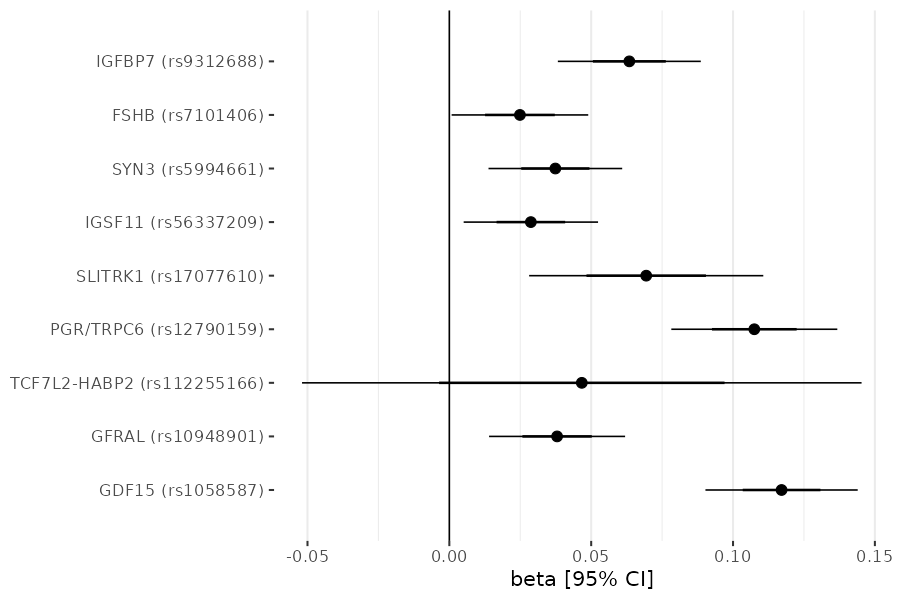 IGFBP7 (rs9312688)
FSHB (rs7101406)
SYN3 (rs5994661)
IGSF11 (rs56337209)
SLITRK1 (rs17077610)
PGR/TRPC6 (rs12790159)
TCF7L2-HABP2 (rs112255166)
GFRAL (rs10948901)
GDF15 (rs1058587)
-0.05 0.00 0.05 0.10 0.15
beta [95% CI]